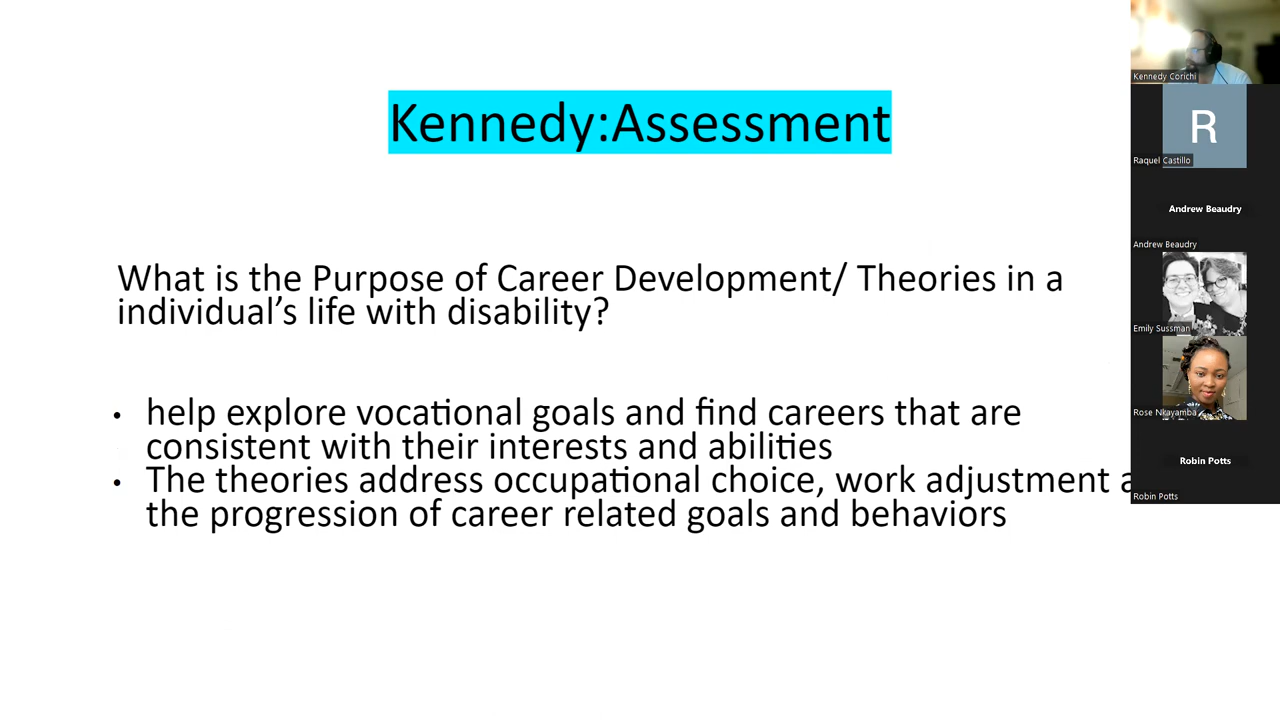 Kennedy:Assessment
What is the Purpose of Career Development/ Theories in a
individual's life with disability?
• help explore vocational goals and find careers that are
consistent with their interests and abilities
• The theories address occupational choice, work adjustment
the progression of career related goals and behaviors
Kennedy Corichi
R
Raquel Castillo
Andrew Beaudry
Andrew Beaudry
Emily Sussman
Rose Nkayamba
Robin Potts
Robin Potts